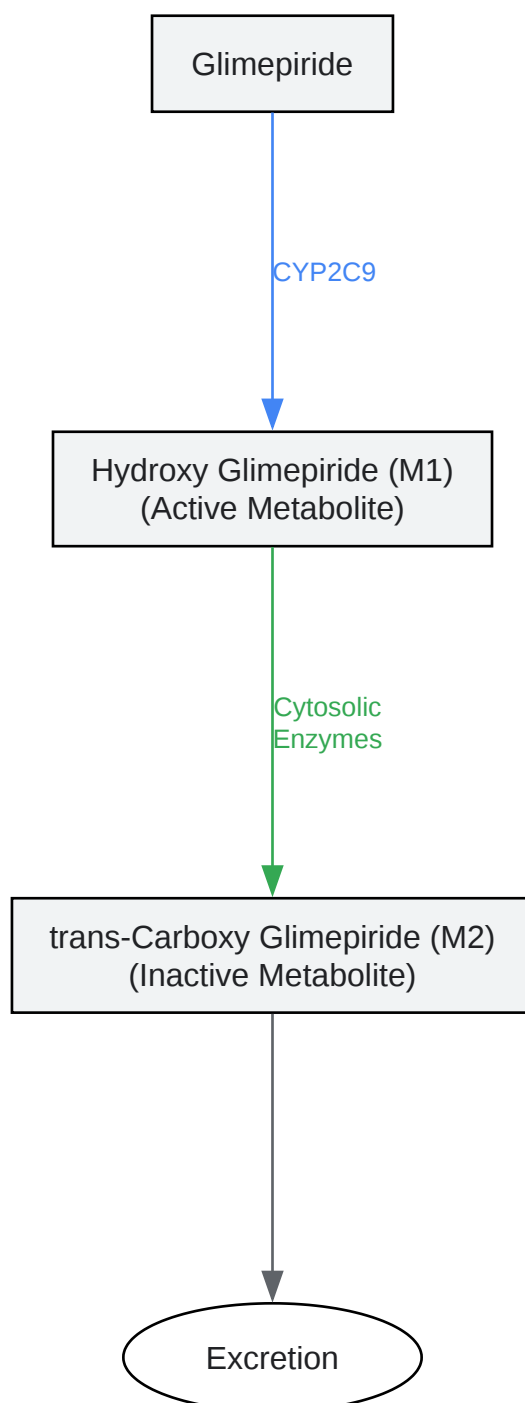 Glimepiride
CYP2C9
Hydroxy Glimepiride (M1)
(Active Metabolite)
Cytosolic
Enzymes
trans-Carboxy Glimepiride (M2)
(Inactive Metabolite)
Excretion